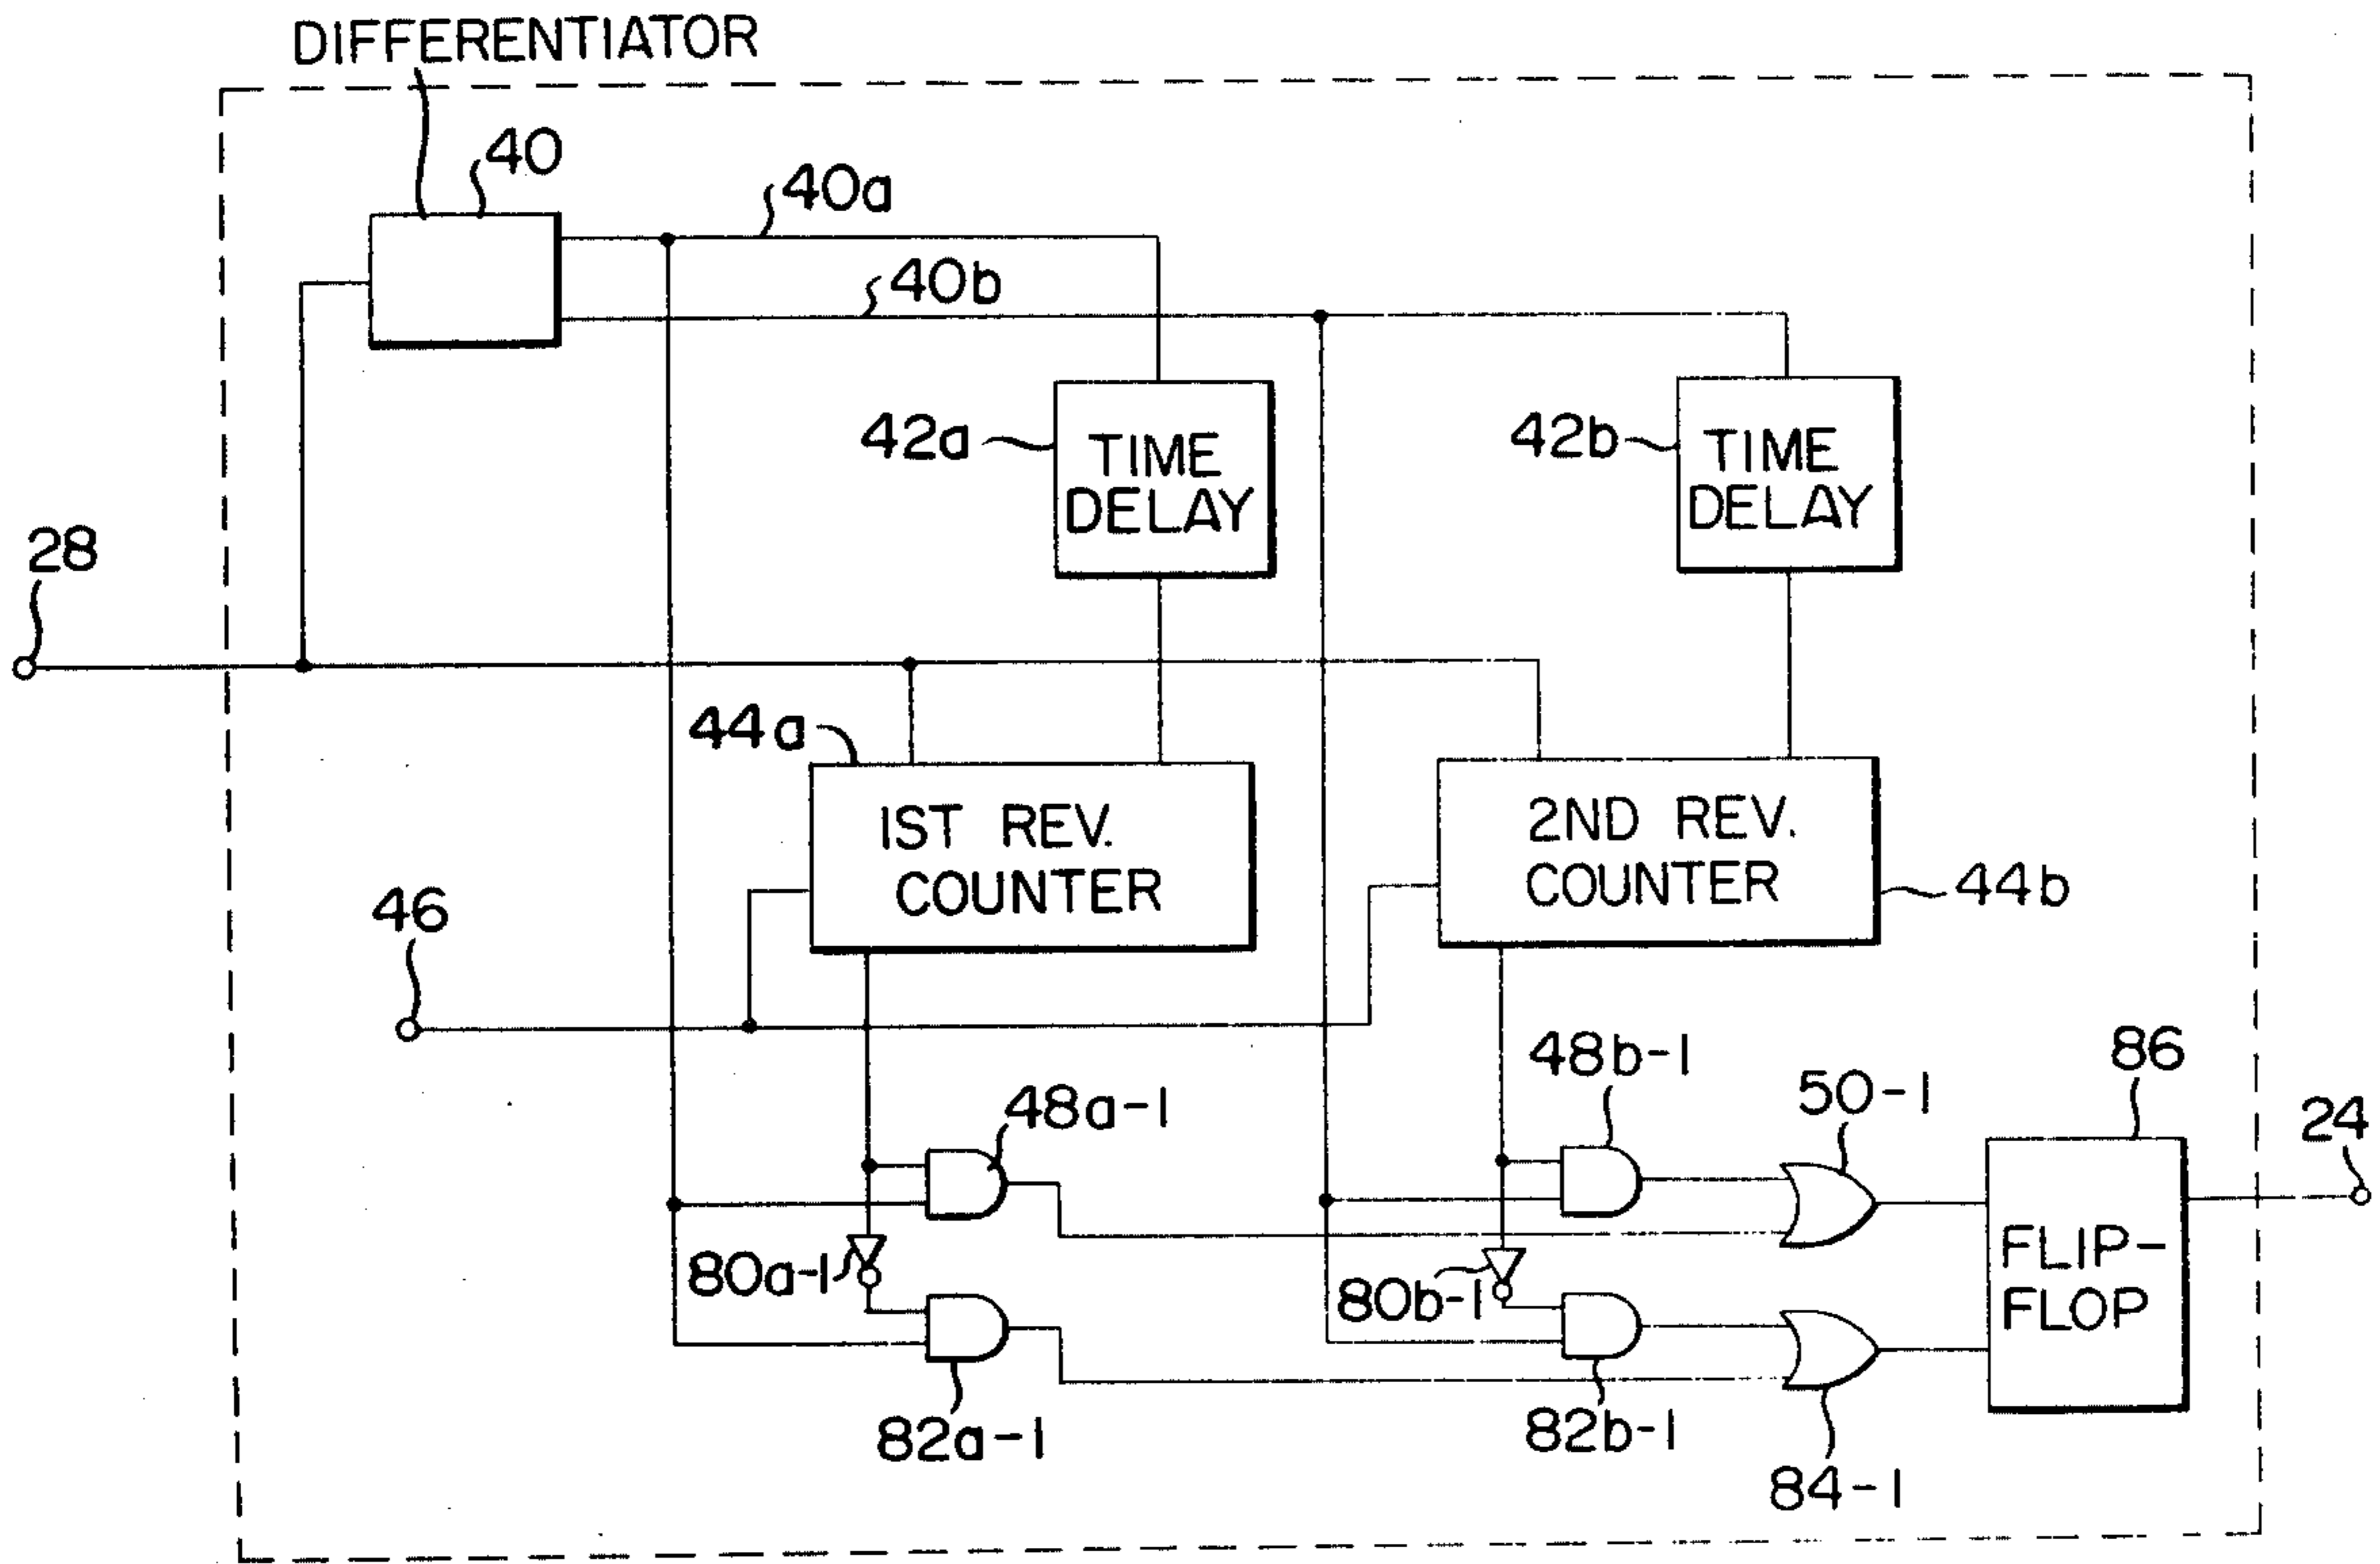 DIFFERENTIATOR
40
40a
40b
42a
TIME
DELAY
42b
TIME
DELAY
28
44a
1ST REV.
COUNTER
2ND REV.
COUNTER
44b
46
48a-1
48b-1
50-1
86
24
80a-1
80b-1
FLIP-
FLOP
82a-1
82b-1
84-1